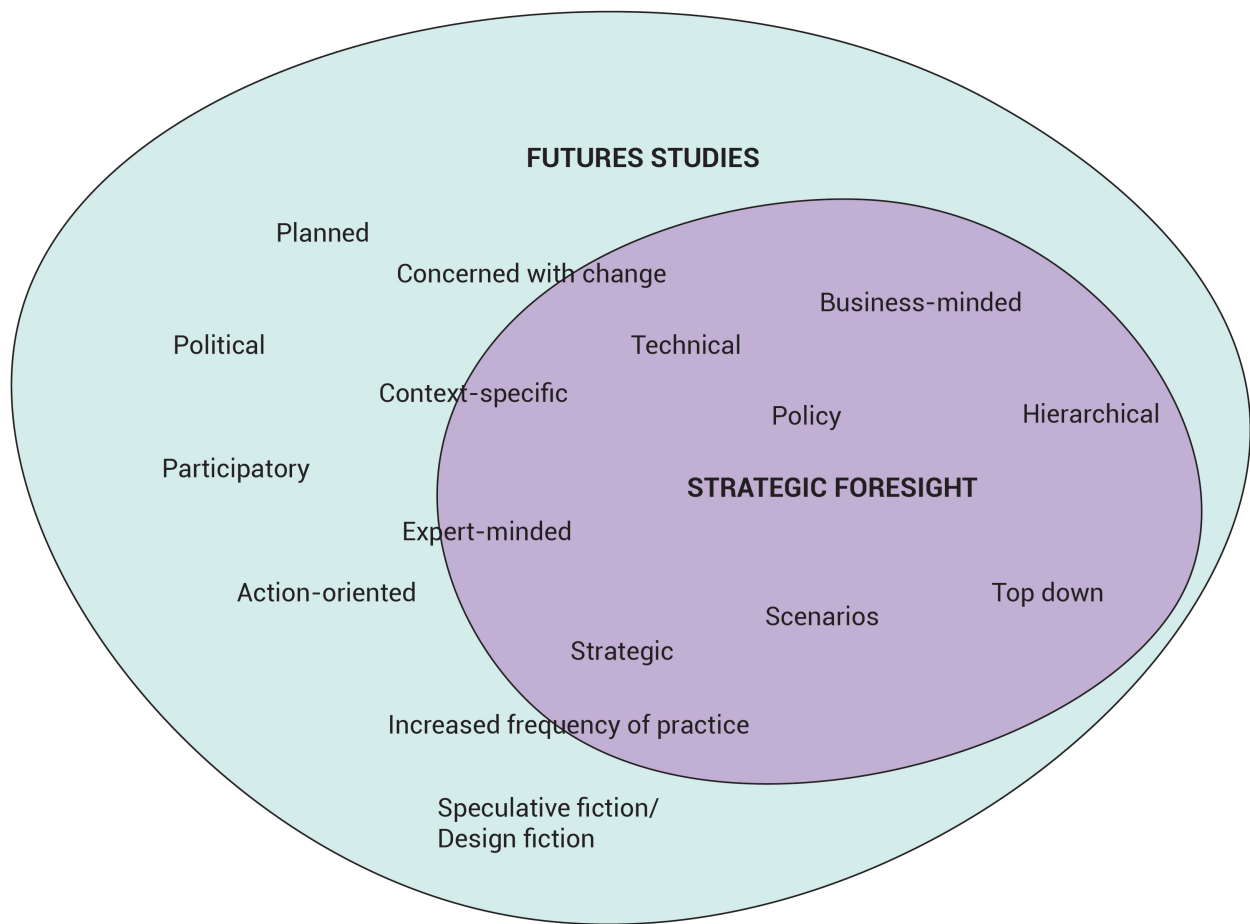 FUTURES STUDIES
Planned
Concerned with change
Business-minded
Political
Technical
Context-specific
Policy
Hierarchical
Participatory
STRATEGIC FORESIGHT
Expert-minded
Action-oriented
Top down
Scenarios
Strategic
Increased frequency of practice
Speculative fiction/
Design fiction